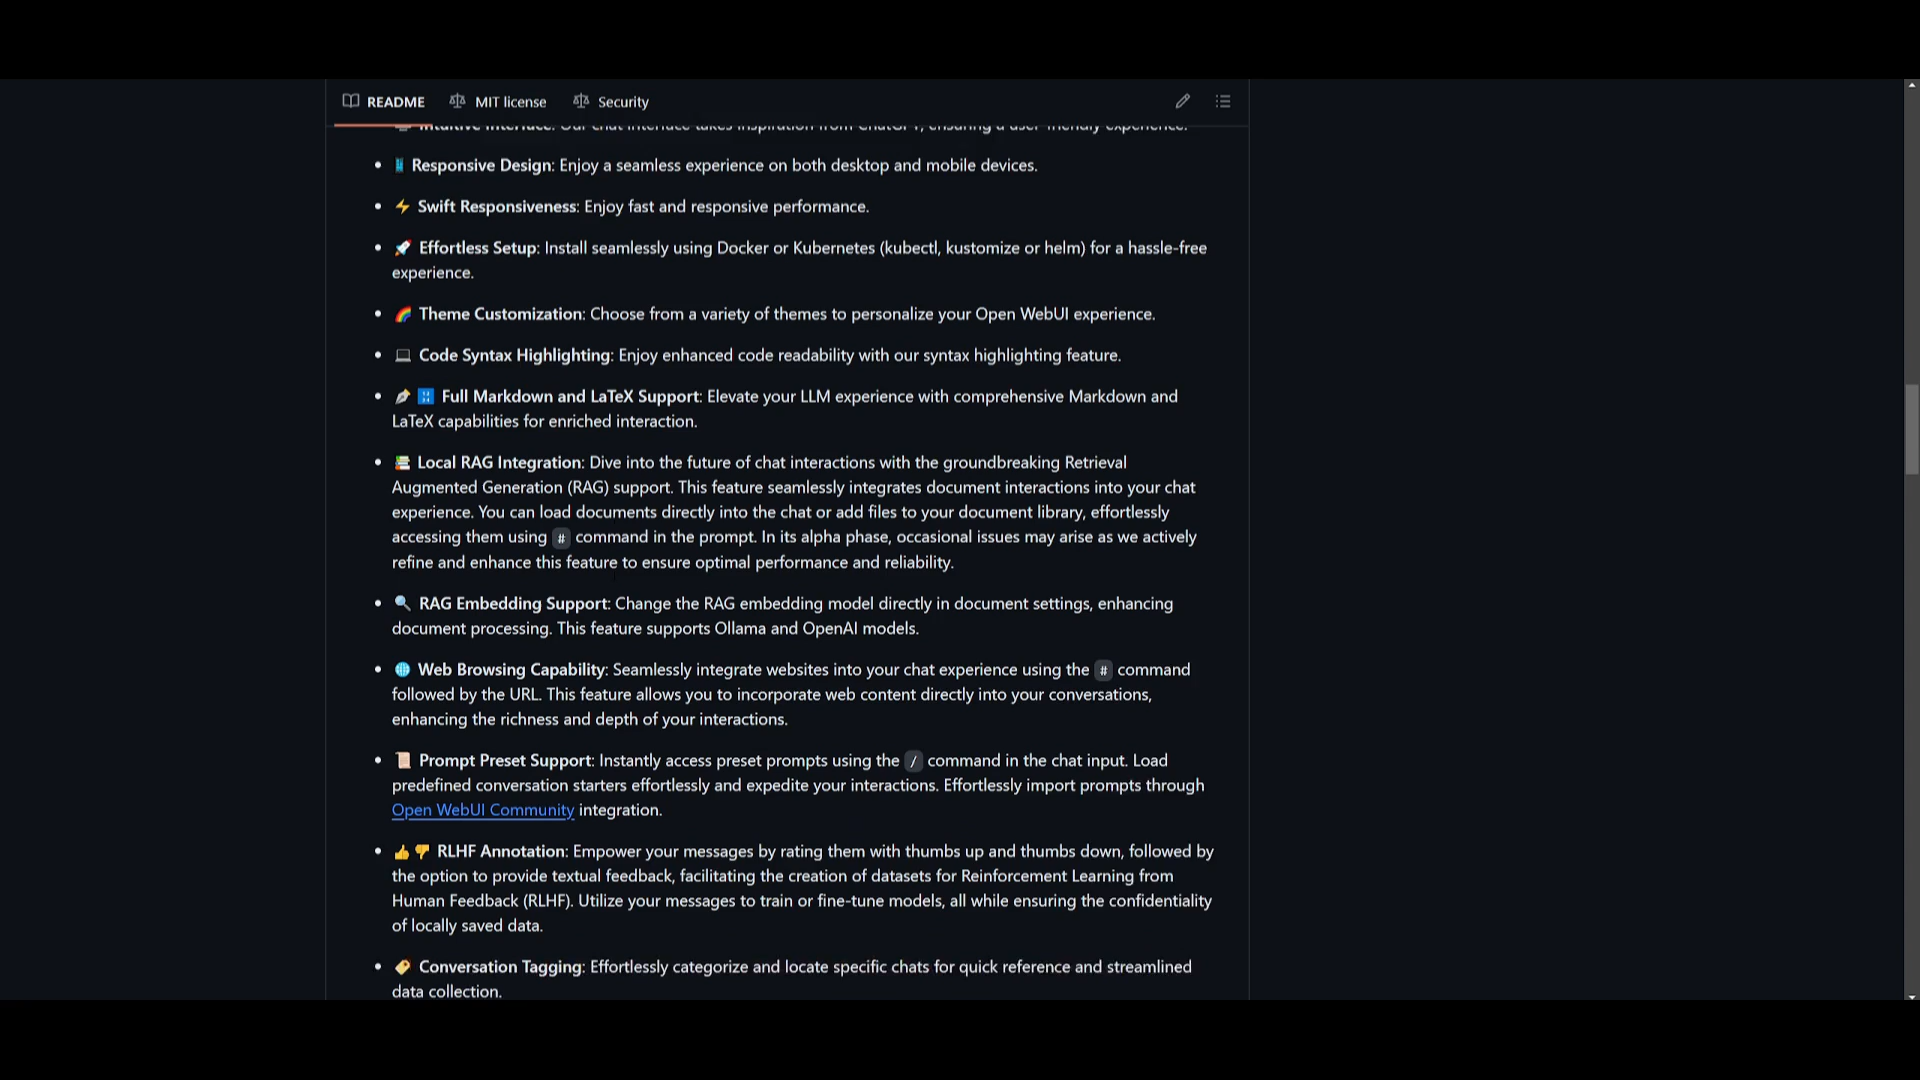 README MIT license Security
Intuitive Interface: Our chat interface takes inspiration from ChatGPT, ensuring a user-friendly experience.
• 📱 Responsive Design: Enjoy a seamless experience on both desktop and mobile devices.
• ⚡ Swift Responsiveness: Enjoy fast and responsive performance.
• 🚀 Effortless Setup: Install seamlessly using Docker or Kubernetes (kubectl, kustomize or helm) for a hassle-free
experience.
• 🌈 Theme Customization: Choose from a variety of themes to personalize your Open WebUI experience.
• 💻 Code Syntax Highlighting: Enjoy enhanced code readability with our syntax highlighting feature.
• ✒️🔢 Full Markdown and LaTeX Support: Elevate your LLM experience with comprehensive Markdown and
LaTeX capabilities for enriched interaction.
• 📚 Local RAG Integration: Dive into the future of chat interactions with the groundbreaking Retrieval
Augmented Generation (RAG) support. This feature seamlessly integrates document interactions into your chat
experience. You can load documents directly into the chat or add files to your document library, effortlessly
accessing them using # command in the prompt. In its alpha phase, occasional issues may arise as we actively
refine and enhance this feature to ensure optimal performance and reliability.
• 🔍 RAG Embedding Support: Change the RAG embedding model directly in document settings, enhancing
document processing. This feature supports Ollama and OpenAI models.
• 🌐 Web Browsing Capability: Seamlessly integrate websites into your chat experience using the # command
followed by the URL. This feature allows you to incorporate web content directly into your conversations,
enhancing the richness and depth of your interactions.
• 📜 Prompt Preset Support: Instantly access preset prompts using the / command in the chat input. Load
predefined conversation starters effortlessly and expedite your interactions. Effortlessly import prompts through
Open WebUI Community integration.
• 👍👎 RLHF Annotation: Empower your messages by rating them with thumbs up and thumbs down, followed by
the option to provide textual feedback, facilitating the creation of datasets for Reinforcement Learning from
Human Feedback (RLHF). Utilize your messages to train or fine-tune models, all while ensuring the confidentiality
of locally saved data.
• 🏷️ Conversation Tagging: Effortlessly categorize and locate specific chats for quick reference and streamlined
data collection.